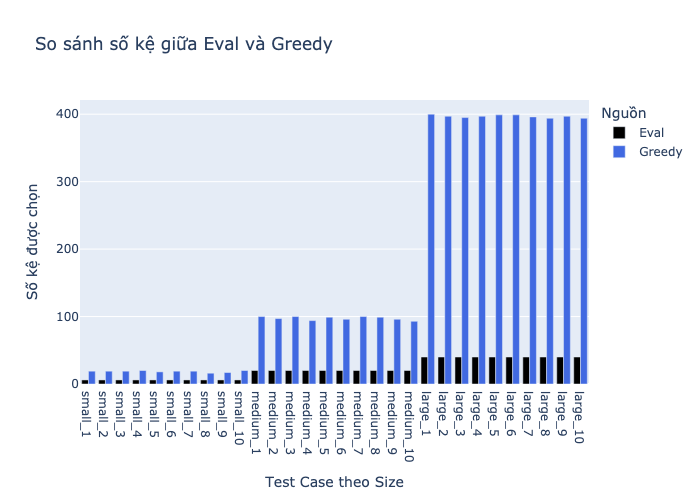 So sánh số kệ giữa Eval và Greedy
Nguồn
Eval
Greedy
Số kệ được chọn
400
300
200
100
0
small_1
small_2
small_3
small_4
small_5
small_6
small_7
small_8
small_9
small_10
medium_1
medium_2
medium_3
medium_4
medium_5
medium_6
medium_7
medium_8
medium_9
medium_10
large_1
large_2
large_3
large_4
large_5
large_6
large_7
large_8
large_9
large_10
Test Case theo Size